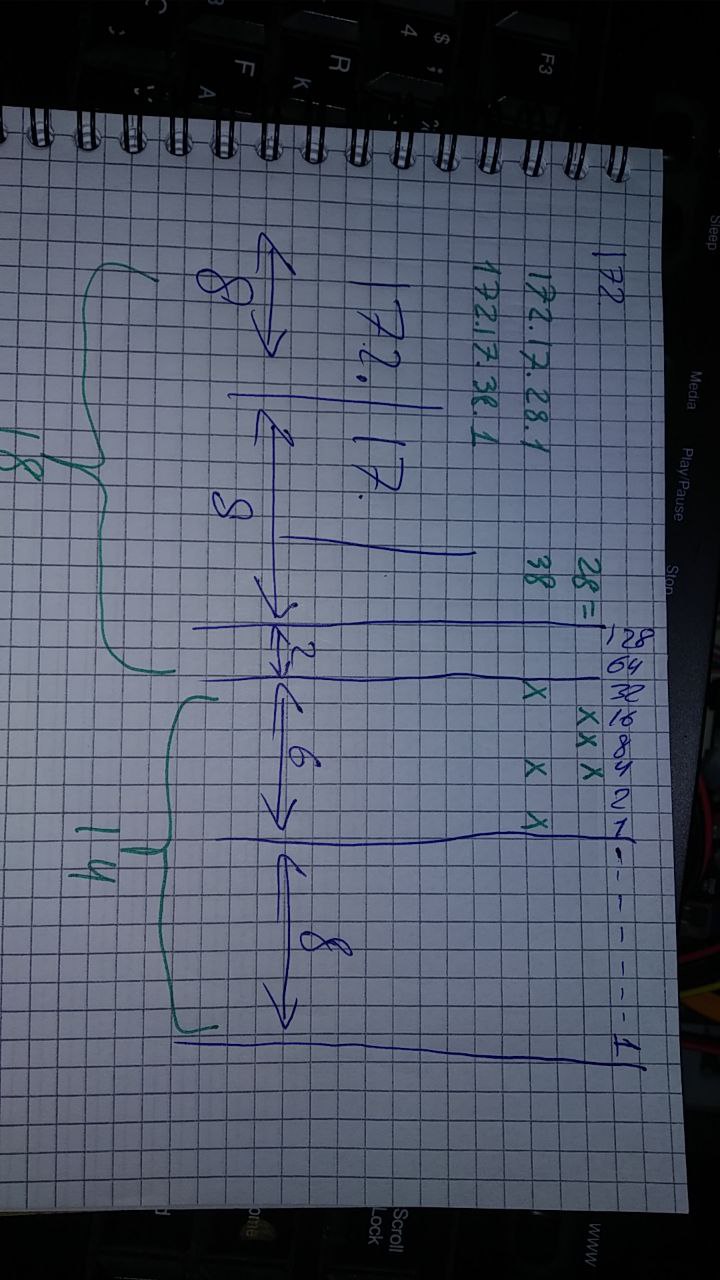 Sleep
Media
Play/Pause
Stop
www
Scroll
Lock
F3
$
4
R
K
F
A
172 128 64 32 16 8 4 2 1 . - - - - - - 1
28 = x x x
172.17.28.1 38 x x x
172.17.38.1
172. 17.
8 8 2 6 8
18 14